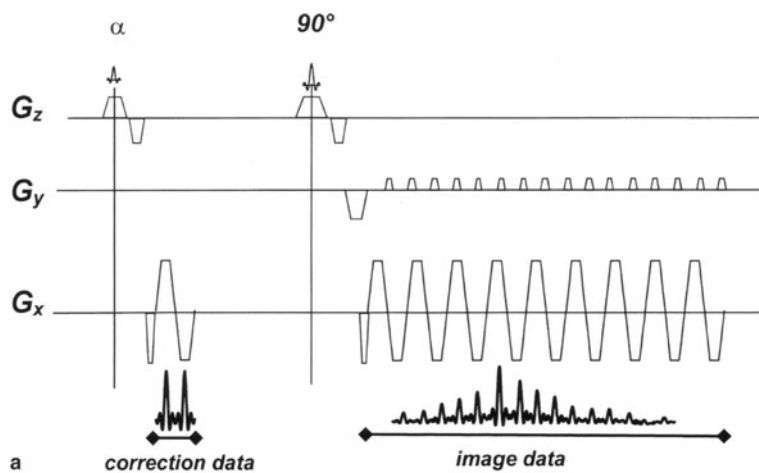 α 90°
Gz
Gy
Gx
a correction data image data